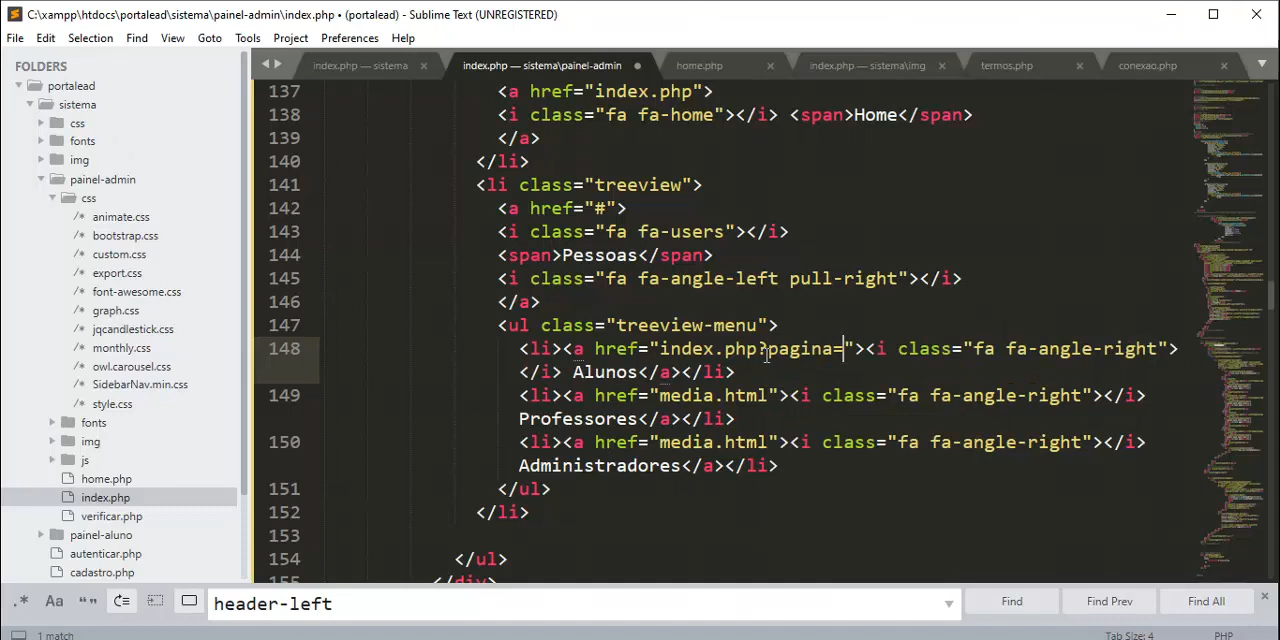 C:\xampp\htdocs\portalead\sistema\painel-admin\index.php • (portalead) - Sublime Text (UNREGISTERED)
File Edit Selection Find View Goto Tools Project Preferences Help
FOLDERS
portalead
sistema
css
fonts
img
painel-admin
css
/* animate.css
/* bootstrap.css
/* custom.css
/* export.css
/* font-awesome.css
/* graph.css
/* jqcandlestick.css
/* monthly.css
/* owl.carousel.css
/* SidebarNav.min.css
/* style.css
fonts
img
js
home.php
index.php
verificar.php
painel-aluno
autenticar.php
cadastro.php
index.php — sistema index.php — sistema\painel-admin home.php index.php — sistema\img termos.php conexao.php
137 <a href="index.php">
138 <i class="fa fa-home"></i> <span>Home</span>
139 </a>
140 </li>
141 <li class="treeview">
142 <a href="#">
143 <i class="fa fa-users"></i>
144 <span>Pessoas</span>
145 <i class="fa fa-angle-left pull-right"></i>
146 </a>
147 <ul class="treeview-menu">
148 <li><a href="index.php?pagina="><i class="fa fa-angle-right">
</i> Alunos</a></li>
149 <li><a href="media.html"><i class="fa fa-angle-right"></i>
Professores</a></li>
150 <li><a href="media.html"><i class="fa fa-angle-right"></i>
Administradores</a></li>
151 </ul>
152 </li>
153
154 </ul>
155 </div>
.* Aa “” header-left Find Find Prev Find All
1 match Tab Size: 4 PHP